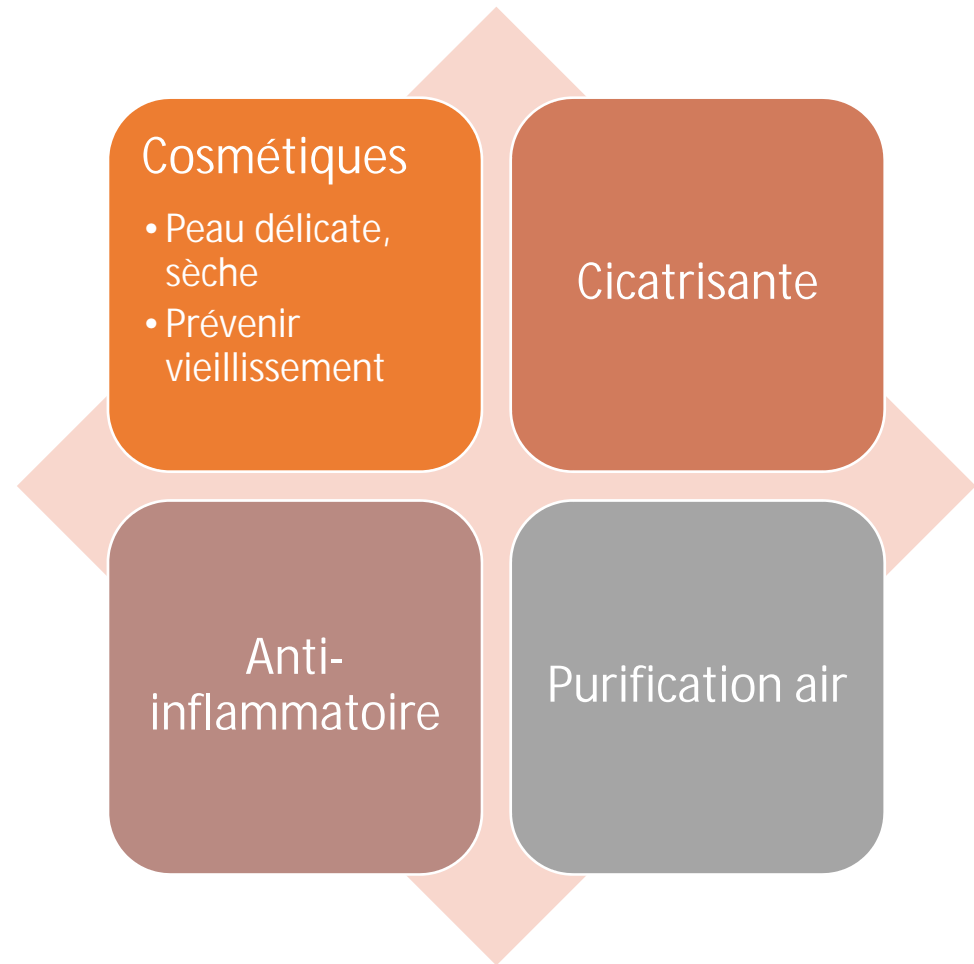 Cosmétiques
• Peau délicate,
sèche
• Prévenir
vieillissement
Cicatrisante
Anti-
inflammatoire
Purification air